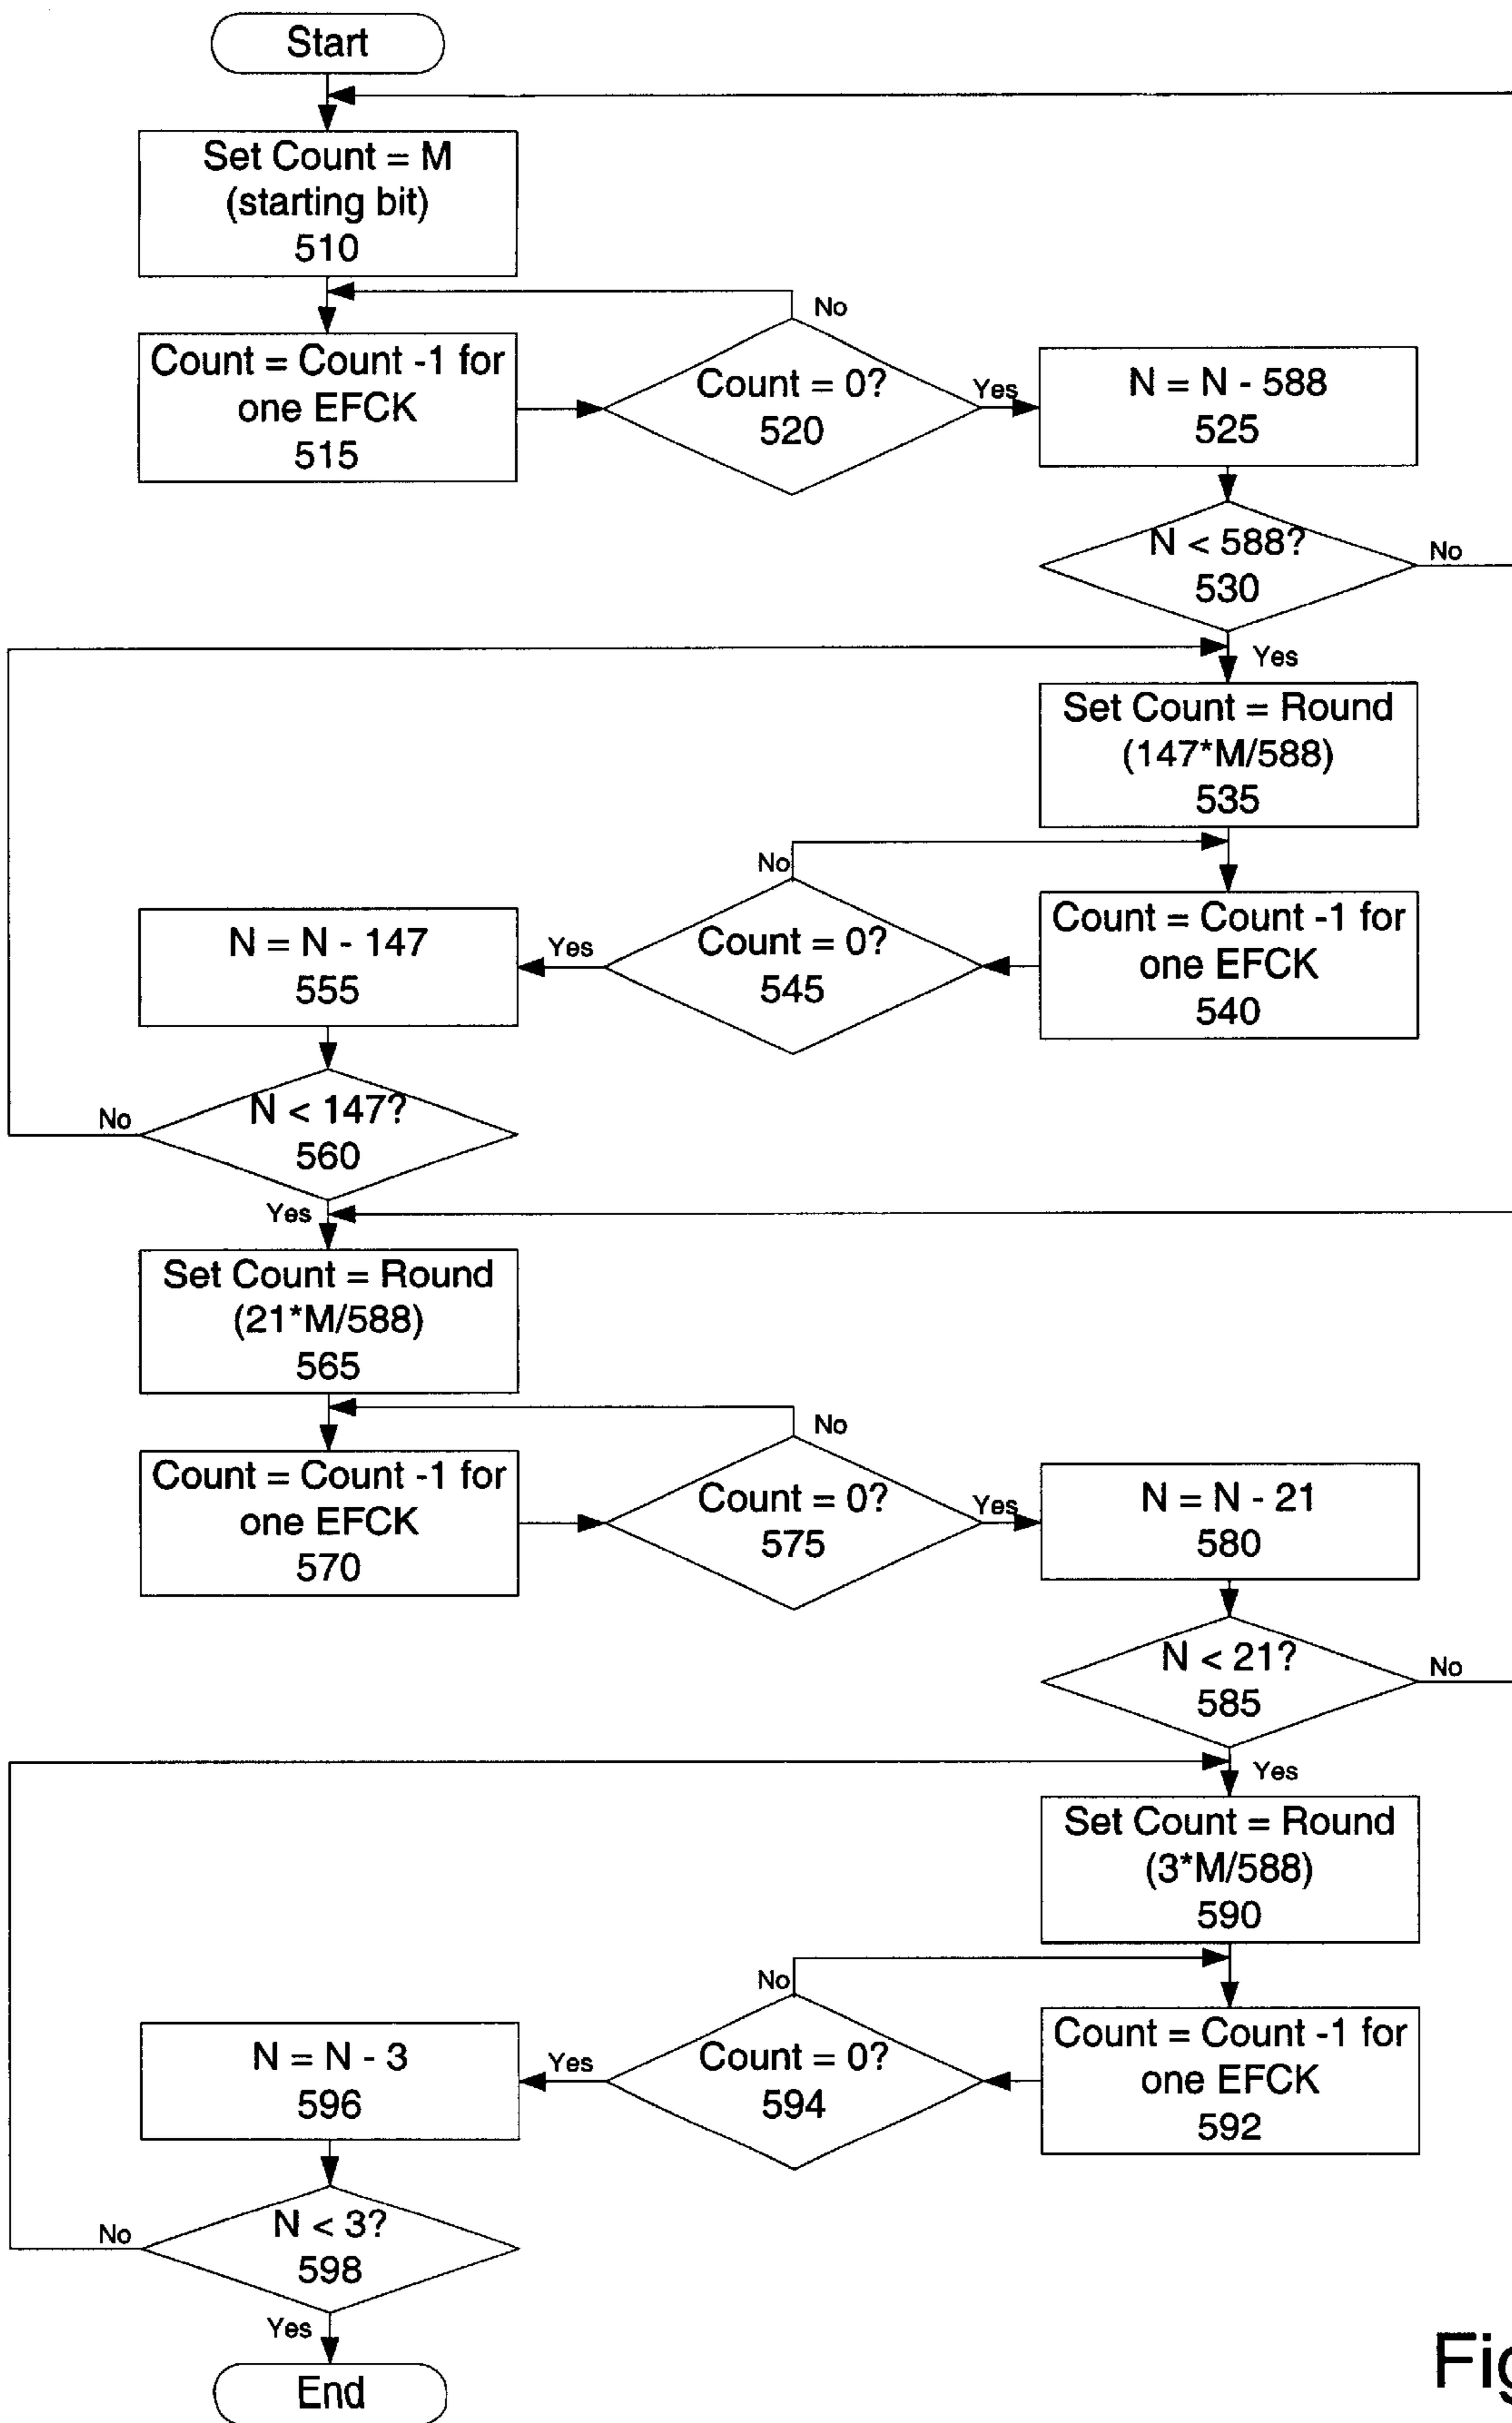 Start
Set Count = M
(starting bit)
510
No
Count = Count -1 for
one EFCK
515
Count = 0?
520
Yes
N = N - 588
525
N < 588?
530
No
Yes
Set Count = Round
(147*M/588)
535
No
N = N - 147
555
Yes
Count = 0?
545
Count = Count -1 for
one EFCK
540
No
N < 147?
560
Yes
Set Count = Round
(21*M/588)
565
No
Count = Count -1 for
one EFCK
570
Count = 0?
575
Yes
N = N - 21
580
N < 21?
585
No
Yes
Set Count = Round
(3*M/588)
590
No
N = N - 3
596
Yes
Count = 0?
594
Count = Count -1 for
one EFCK
592
No
N < 3?
598
Yes
End